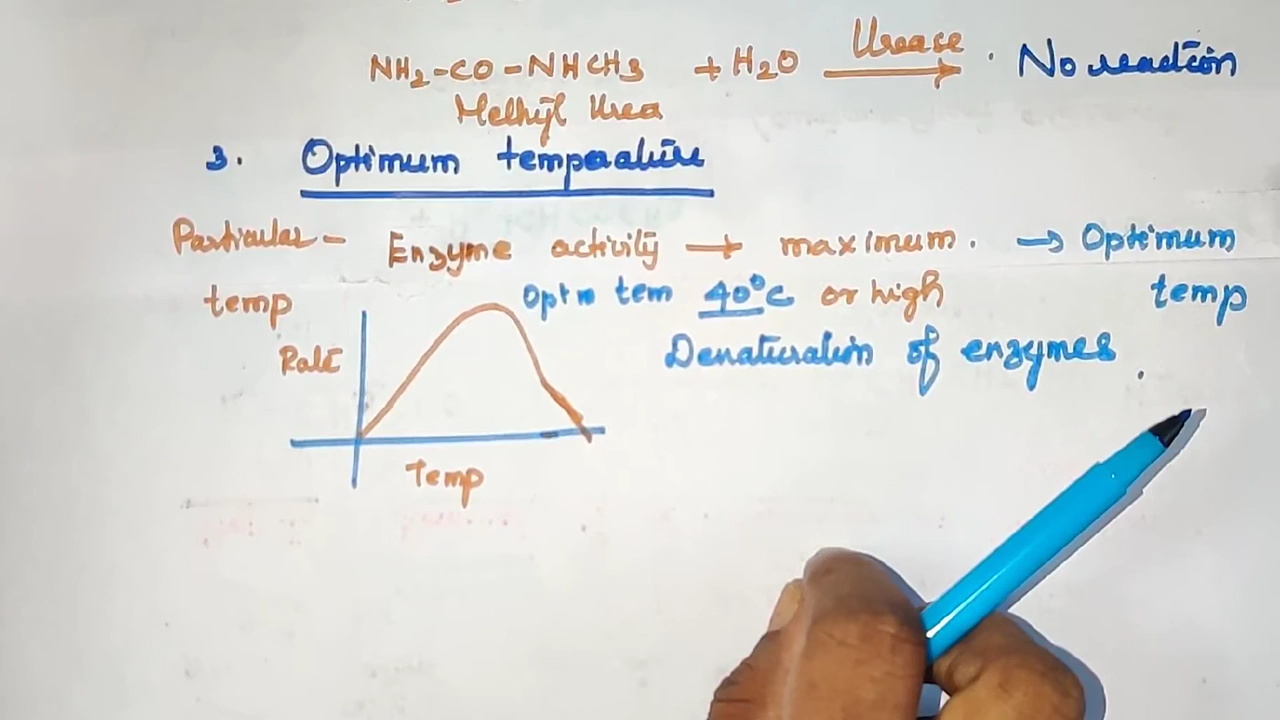 NH2-CO-NHCH3 + H2O Urease No reaction
Methyl Urea
3. Optimum temperature
Particular temp - Enzyme activity → maximum. → Optimum temp
Optm tem 40°C or high
Denaturation of enzymes.
Rate
Temp